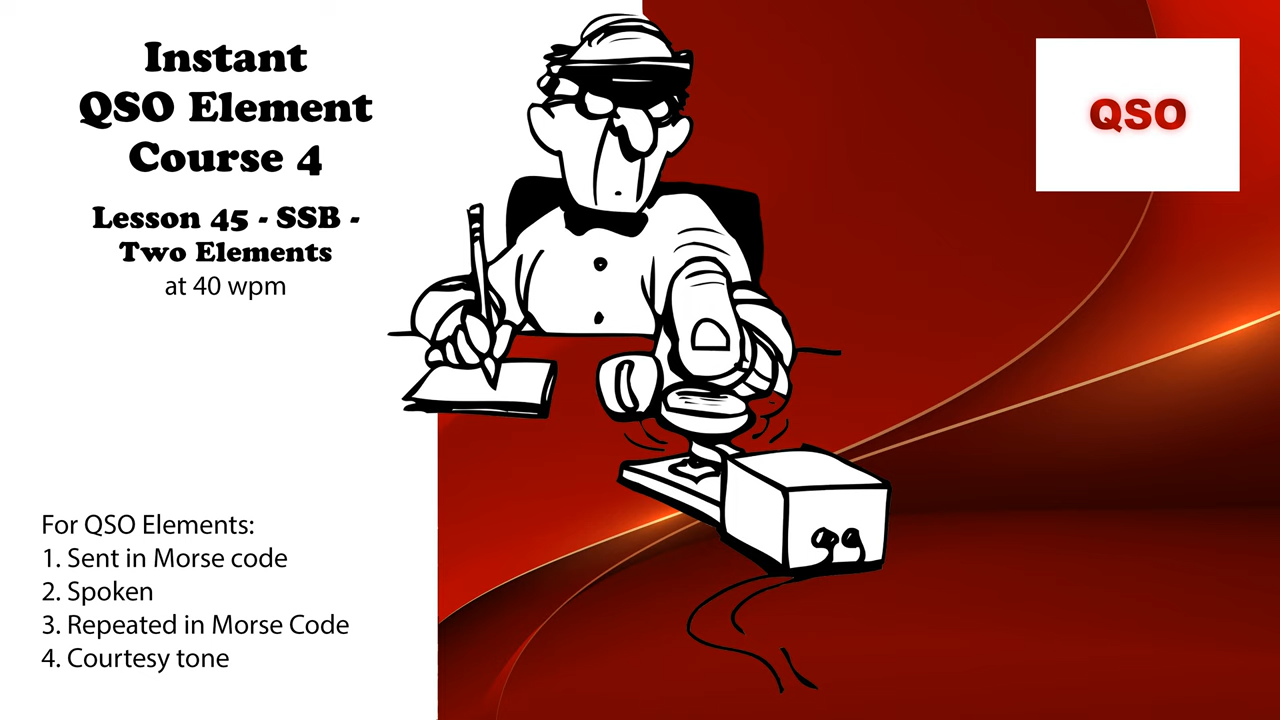 Instant
QSO Element
Course 4
Lesson 45 - SSB -
Two Elements
at 40 wpm
QSO
For QSO Elements:
1. Sent in Morse code
2. Spoken
3. Repeated in Morse Code
4. Courtesy tone